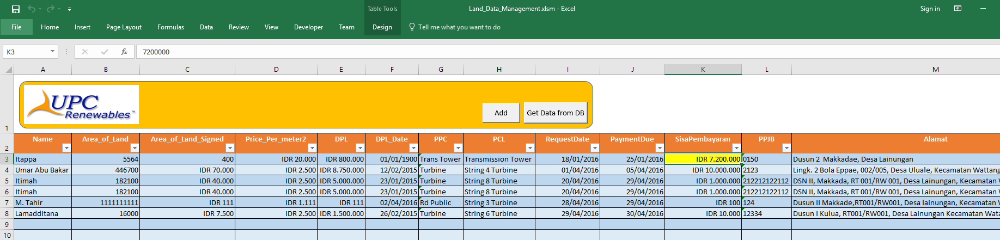 Table Tools
Land_Data_Management.xlsm - Excel
Sign in
File Home Insert Page Layout Formulas Data Review View Developer Team Design Tell me what you want to do
K3 fx 7200000
A B C D E F G H I J K L M
1
UPC
Renewables™
Add Get Data from DB
2 Name Area_of_Land Area_of_Land_Signed Price_Per_meter2 DPL DPL_Date PPC PCL RequestDate PaymentDue SisaPembayaran PPJB Alamat
3 Itappa 5564 400 IDR 20.000 IDR 800.000 01/01/1900 Trans Tower Transmission Tower 18/01/2016 25/01/2016 IDR 7.200.000 0150 Dusun 2 Makkadae, Desa Lainungan
4 Umar Abu Bakar 446700 IDR 70.000 IDR 2.500 IDR 8.750.000 12/02/2015 Turbine String 4 Turbine 01/04/2016 05/04/2016 IDR 10.000.000 2123 Lingk. 2 Bola Eppae, 002/005, Desa Uluale, Kecamatan Wattang
5 Itimah 182100 IDR 40.000 IDR 2.500 IDR 5.000.000 23/01/2015 Turbine String 8 Turbine 20/04/2016 29/04/2016 IDR 1.000.000 212212122112 DSN II, Makkada, RT 001/RW 001, Desa Lainungan, Kecamatan W
6 Itimah 182100 IDR 40.000 IDR 2.500 IDR 5.000.000 23/01/2015 Turbine String 8 Turbine 20/04/2016 29/04/2016 IDR 1.000.000 212212122112 DSN II, Makkada, RT 001/RW 001, Desa Lainungan, Kecamatan W
7 M. Tahir 1111111111 IDR 111 IDR 1.111 IDR 111 02/04/2016 Rd Public String 3 Turbine 28/04/2016 29/04/2016 IDR 100 124 Dusun II Makkade,RT001/RW001, Desa lainungan, Kecamatan Wa
8 Lamadditana 16000 IDR 7.500 IDR 2.500 IDR 1.500.000 26/02/2015 Turbine String 6 Turbine 29/04/2016 30/04/2016 IDR 10.000 12334 Dusun I Kulua, RT001/RW001, Desa Lainungan Kecamatan Wata
9
10